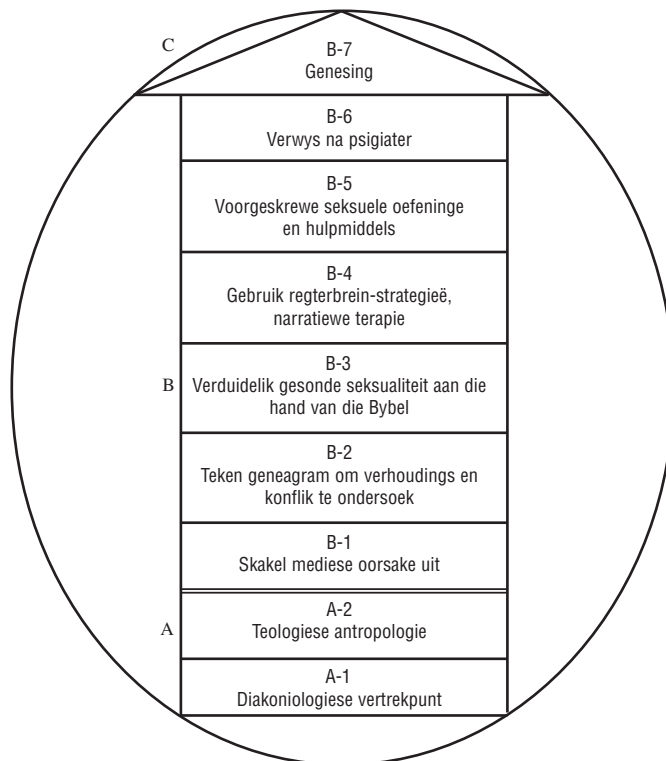 C
B-7
Genesing
B-6
Verwys na psigiater
B-5
Voorgeskrewe seksuele oefeninge
en hulpmiddels
B-4
Gebruik regterbrein-strategieë,
narratiewe terapie
B
B-3
Verduidelik gesonde seksualiteit aan die
hand van die Bybel
B-2
Teken geneagram om verhoudings en
konflik te ondersoek
B-1
Skakel mediese oorsake uit
A
A-2
Teologiese antropologie
A-1
Diakoniologiese vertrekpunt